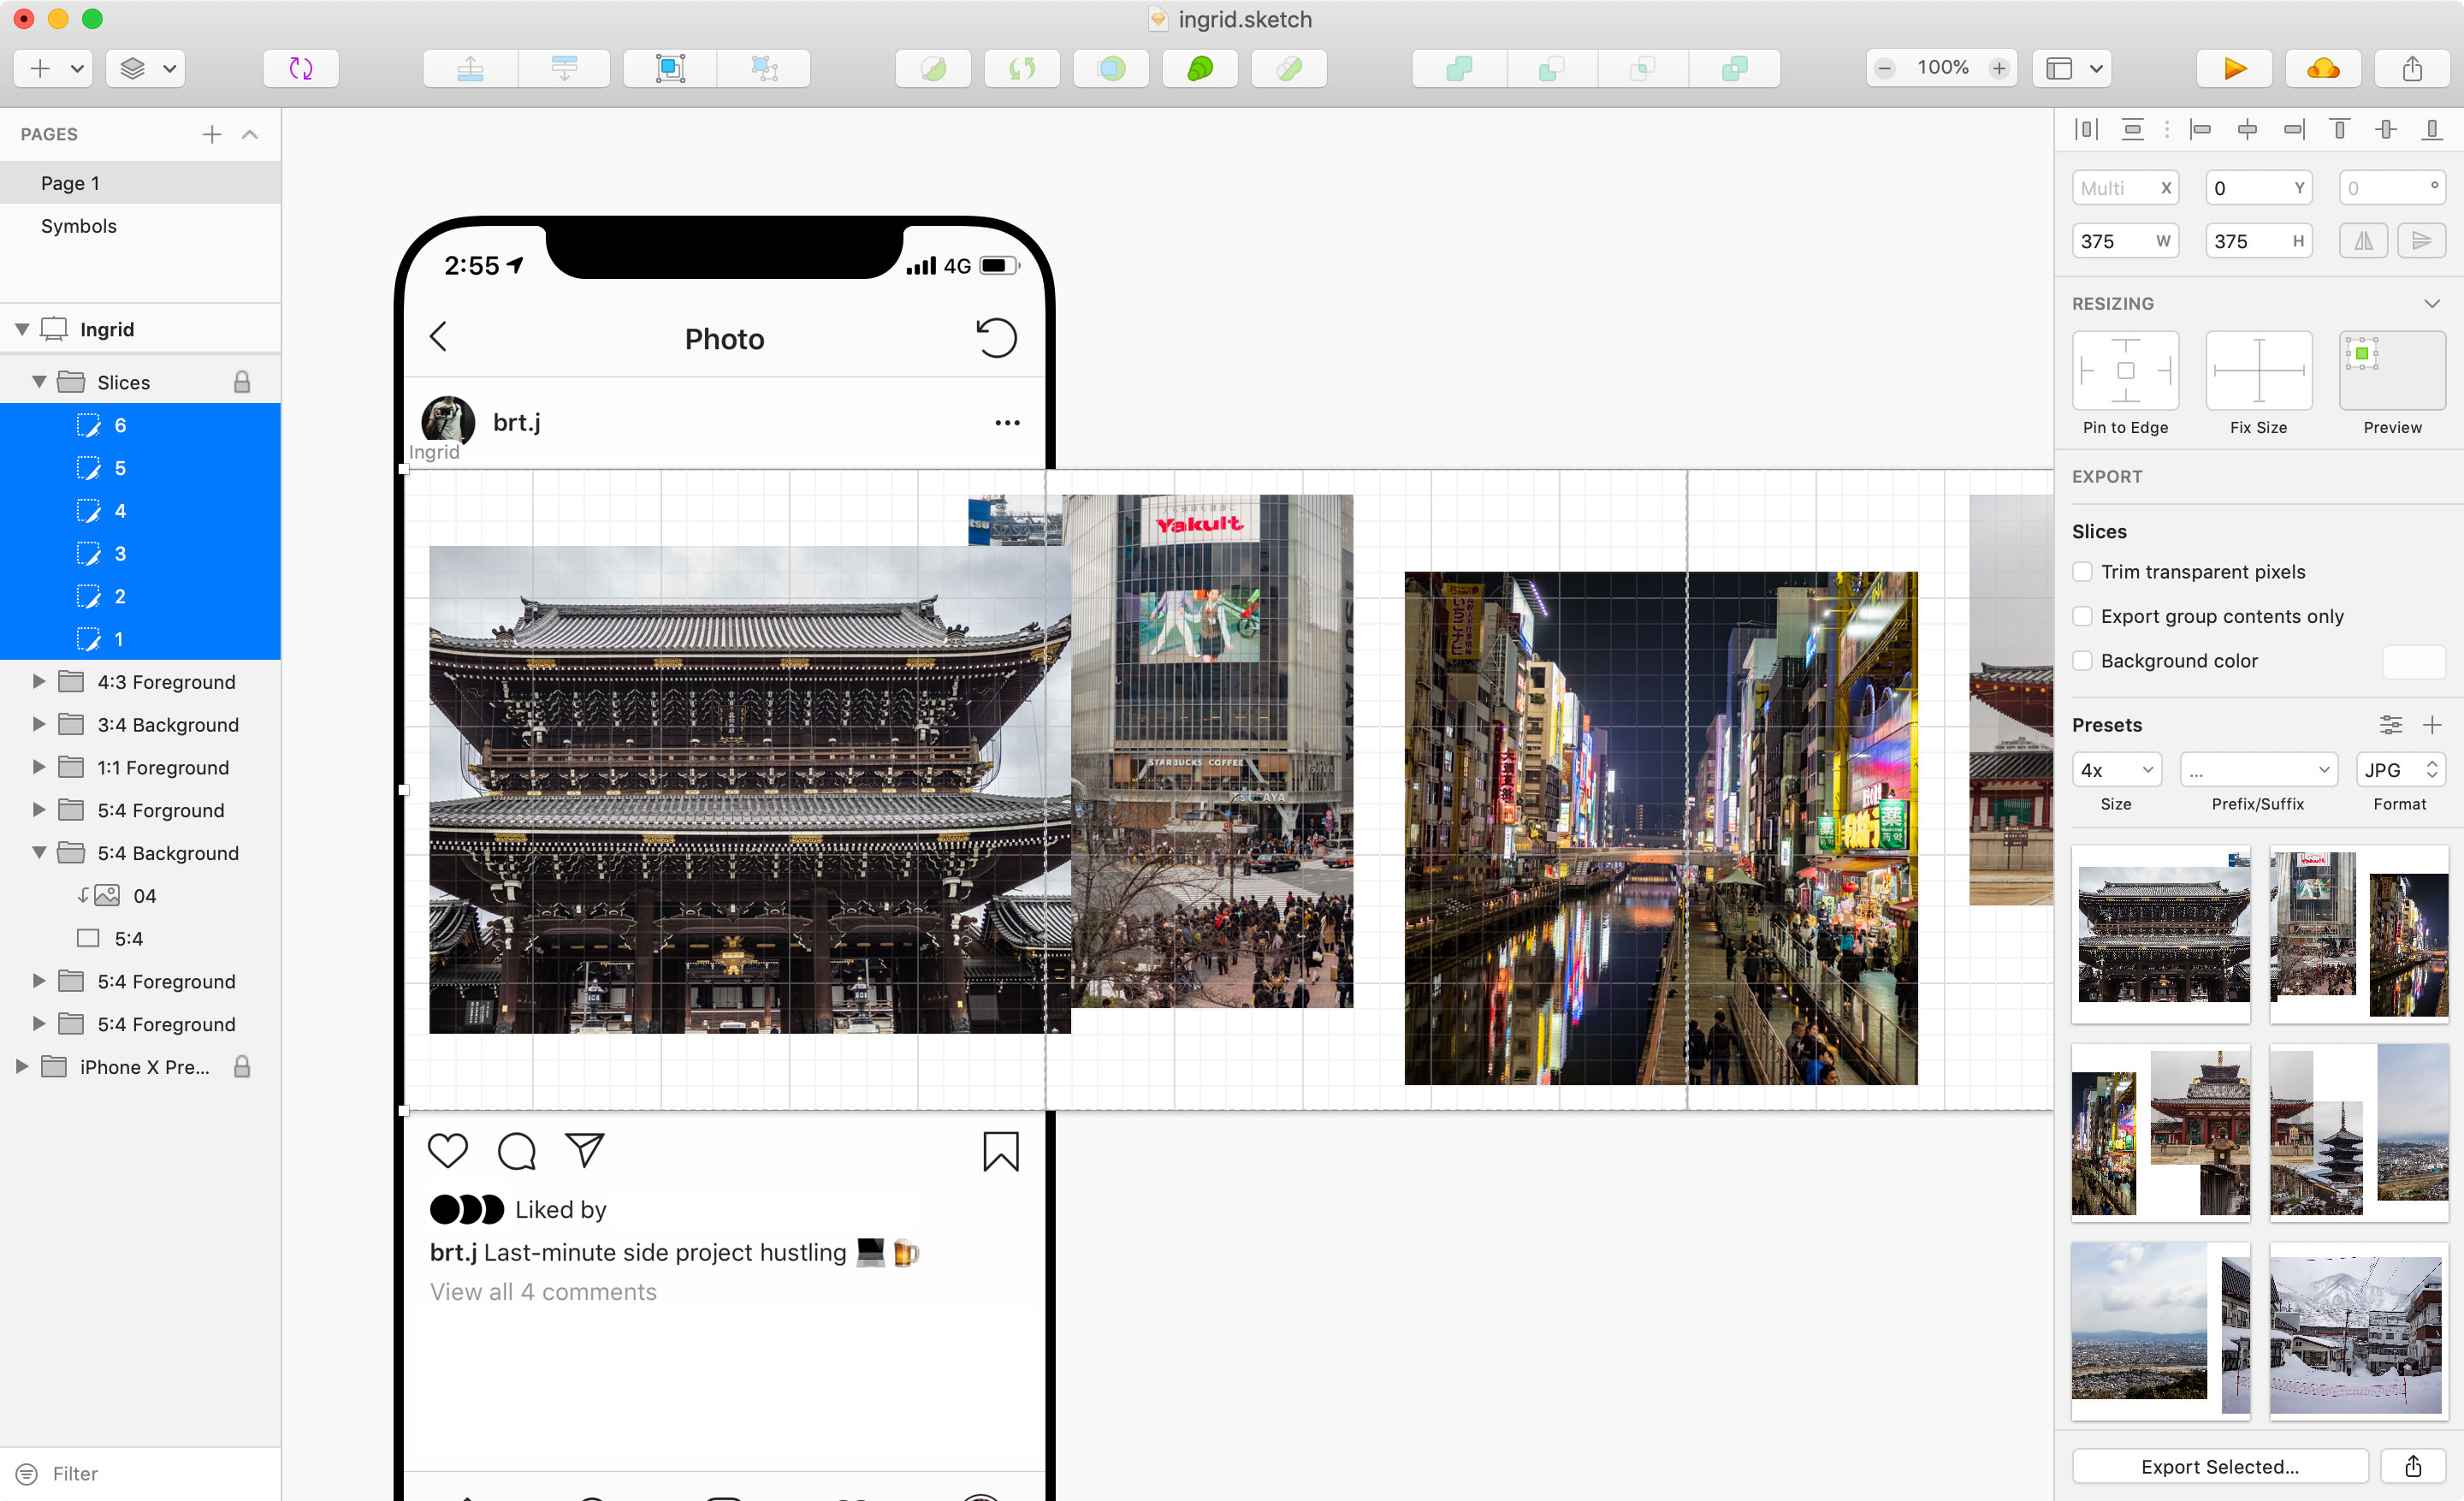 ingrid.sketch
100%
PAGES
Page 1
Symbols
Ingrid
Slices
6
5
4
3
2
1
4:3 Foreground
3:4 Background
1:1 Foreground
5:4 Forground
5:4 Background
04
5:4
5:4 Foreground
5:4 Foreground
iPhone X Pre...
Filter
2:55
4G
Photo
brt.j
Ingrid
Yakult
STARBUCKS COFFEE
薬
Liked by
brt.j Last-minute side project hustling 💻 🍺
View all 4 comments
Multi X
0 Y
0 °
375 W
375 H
RESIZING
Pin to Edge
Fix Size
Preview
EXPORT
Slices
Trim transparent pixels
Export group contents only
Background color
Presets
4x
...
JPG
Size
Prefix/Suffix
Format
Export Selected...